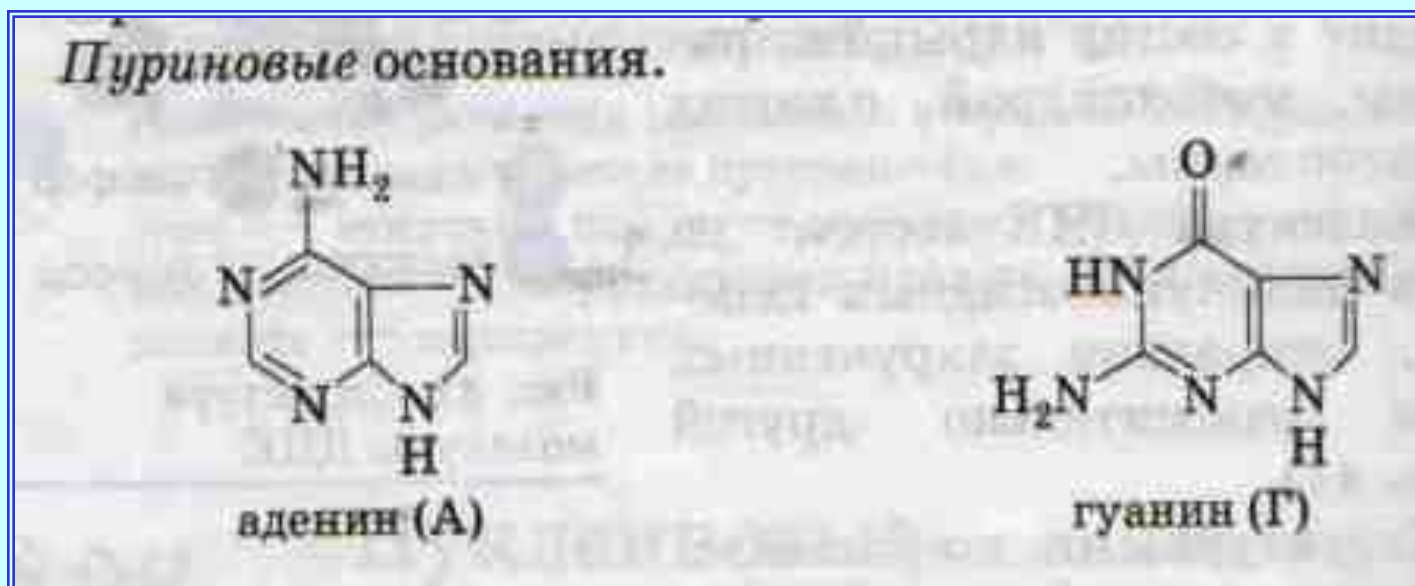 Пуриновые основания.
NH₂
N
N
N
N
H
аденин (А)
O
HN
N
H₂N
N
N
H
гуанин (Г)